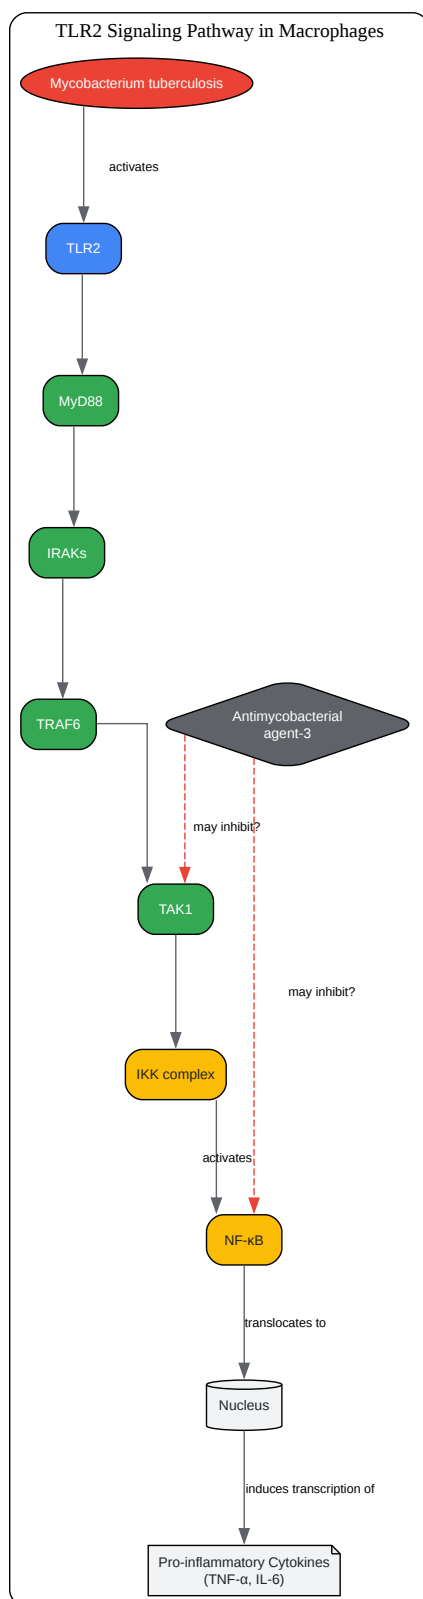 TLR2 Signaling Pathway in Macrophages
Mycobacterium tuberculosis
activates
TLR2
MyD88
IRAKs
TRAF6
Antimycobacterial
agent-3
may inhibit?
TAK1
may inhibit?
IKK complex
activates
NF-κB
translocates to
Nucleus
induces transcription of
Pro-inflammatory Cytokines
(TNF-α, IL-6)